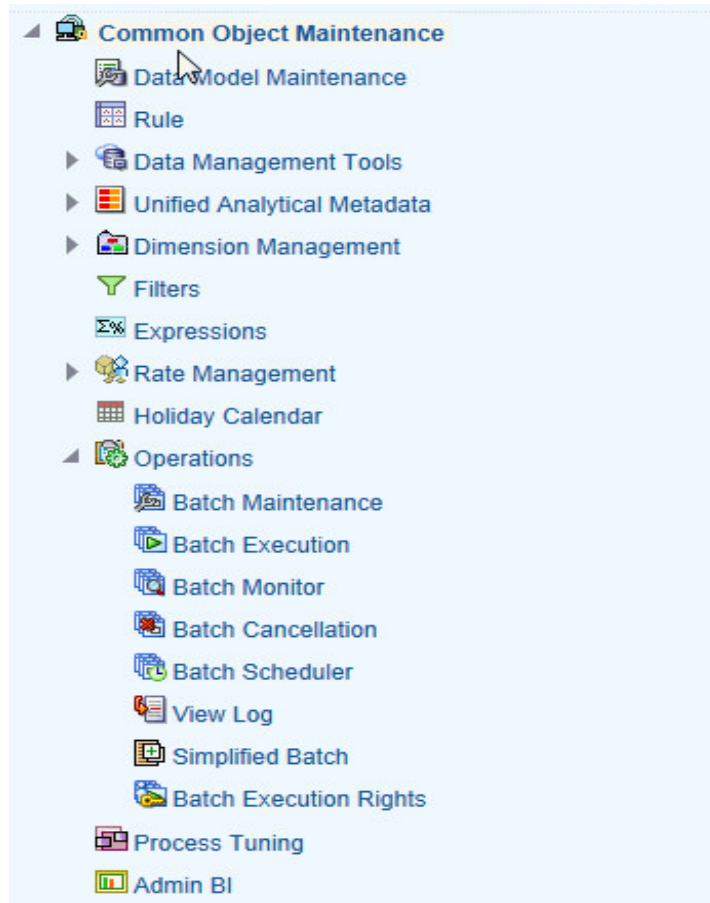 Common Object Maintenance
Data Model Maintenance
Rule
Data Management Tools
Unified Analytical Metadata
Dimension Management
Filters
Σ% Expressions
Rate Management
Holiday Calendar
Operations
Batch Maintenance
Batch Execution
Batch Monitor
Batch Cancellation
Batch Scheduler
View Log
Simplified Batch
Batch Execution Rights
Process Tuning
Admin BI